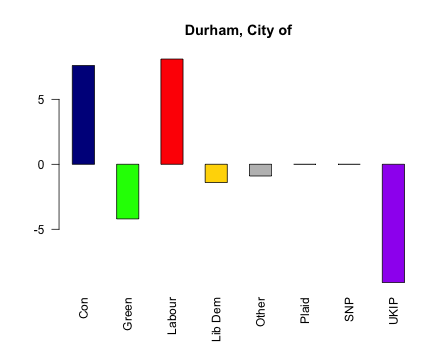 Durham, City of
5
0
-5
Con
Green
Labour
Lib Dem
Other
Plaid
SNP
UKIP